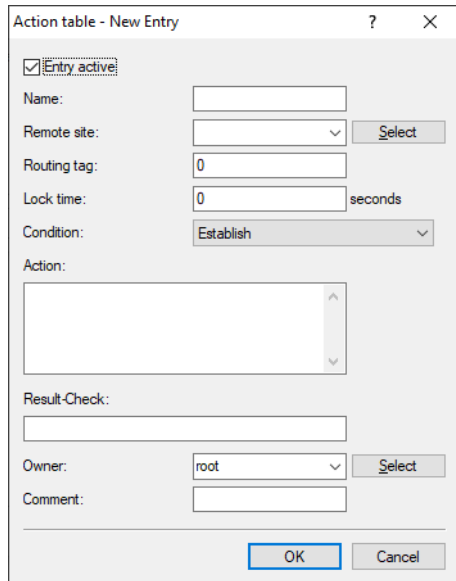 Action table - New Entry ?
Entry active
Name:
Remote site: Select
Routing tag: 0
Lock time: 0 seconds
Condition: Establish
Action:
Result-Check:
Owner: root Select
Comment:
OK Cancel